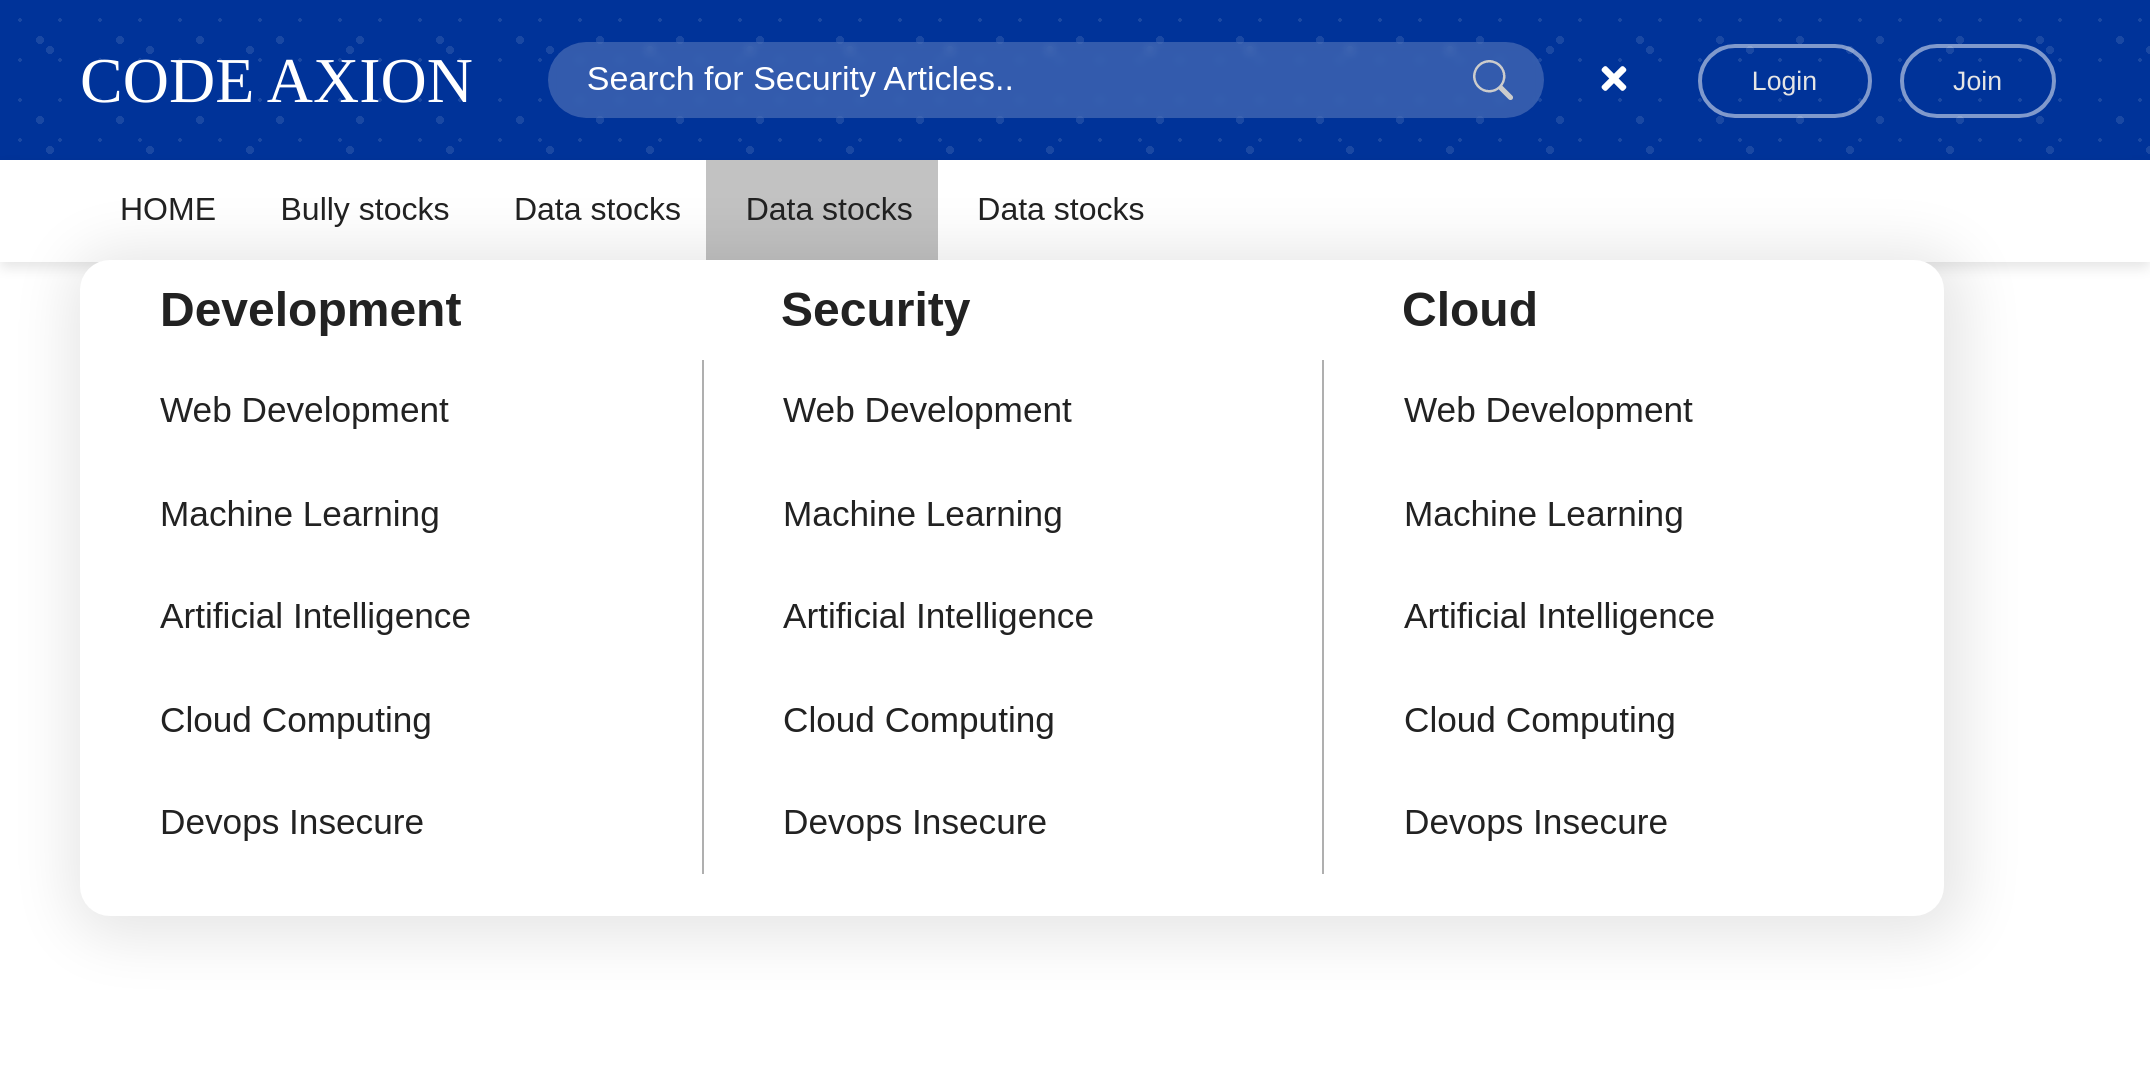 CODE AXION
Search for Security Articles..
Login
Join
HOME
Bully stocks
Data stocks
Data stocks
Data stocks
Development
Web Development
Machine Learning
Artificial Intelligence
Cloud Computing
Devops Insecure
Security
Web Development
Machine Learning
Artificial Intelligence
Cloud Computing
Devops Insecure
Cloud
Web Development
Machine Learning
Artificial Intelligence
Cloud Computing
Devops Insecure